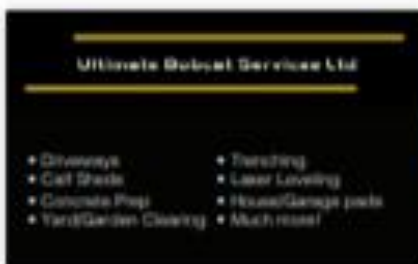 Ultimate Bobcat Services Ltd
• Driveways
• Calf Sheds
• Concrete Prep
• Yard/Garden Clearing
• Trenching
• Laser Leveling
• House/Garage pads
• Much more!